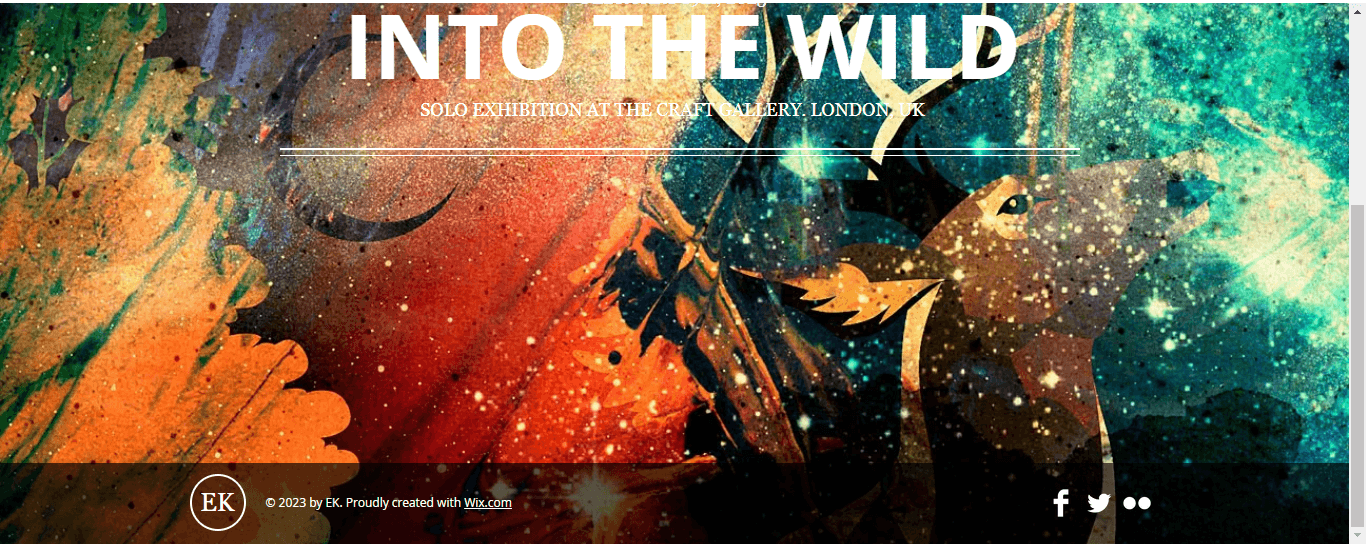 INTO THE WILD
SOLO EXHIBITION AT THE CRAFT GALLERY. LONDON, UK
EK
© 2023 by EK. Proudly created with Wix.com